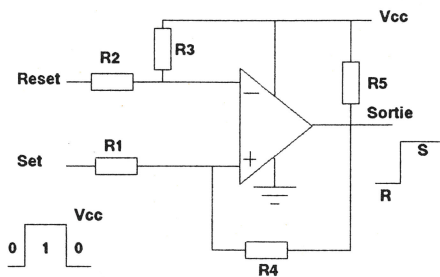 Vcc
R3
R2
Reset
R5
−
Sortie
R1
Set
+
S
R
Vcc
0 1 0
R4